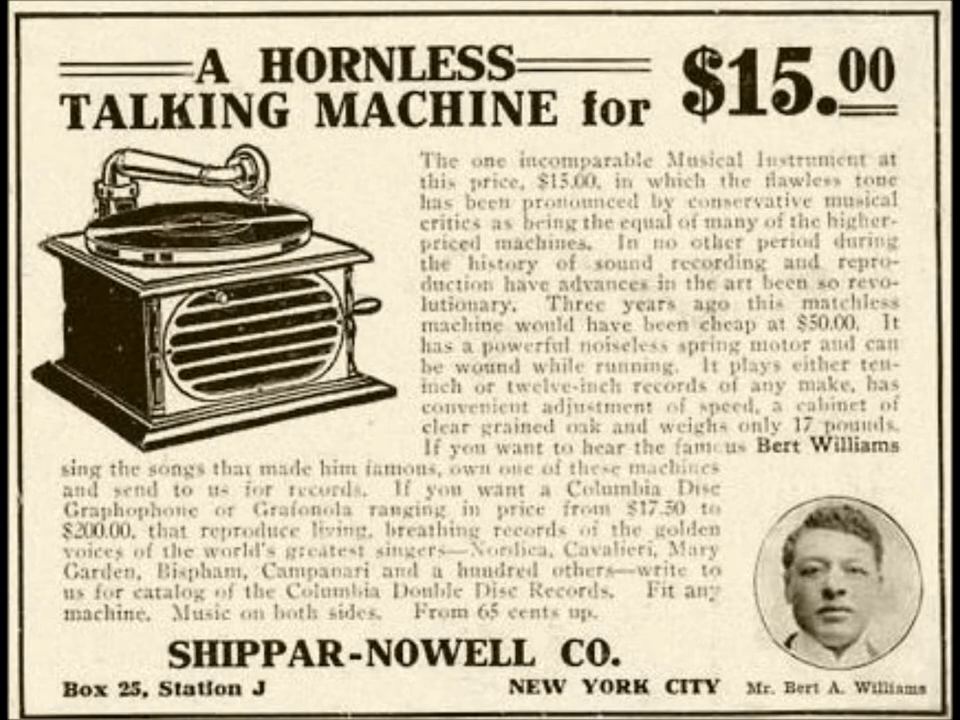 A HORNLESS
TALKING MACHINE for $15.00
The one incomparable Musical Instrument at
this price, $15.00, in which the flawless tone
has been pronounced by conservative musical
critics as being the equal of many of the higher-
priced machines. In no other period during
the history of sound recording and repro-
duction have advances in the art been so revo-
lutionary. Three years ago this matchless
machine would have been cheap at $50.00. It
has a powerful noiseless spring motor and can
be wound while running. It plays either ten-
inch or twelve-inch records of any make, has
convenient adjustment of speed, a cabinet of
clear grained oak and weighs only 17 pounds.
If you want to hear the famous Bert Williams
sing the songs that made him famous, own one of these machines
and send to us for records. If you want a Columbia Disc
Graphophone or Grafonola ranging in price from $17.50 to
$200.00, that reproduce living, breathing records of the golden
voices of the world's greatest singers—Nordica, Cavalieri, Mary
Garden, Bispham, Campanari and a hundred others—write to
us for catalog of the Columbia Double Disc Records. Fit any
machine. Music on both sides. From 65 cents up.
SHIPPAR-NOWELL CO.
Box 25, Station J NEW YORK CITY
Mr. Bert A. Williams